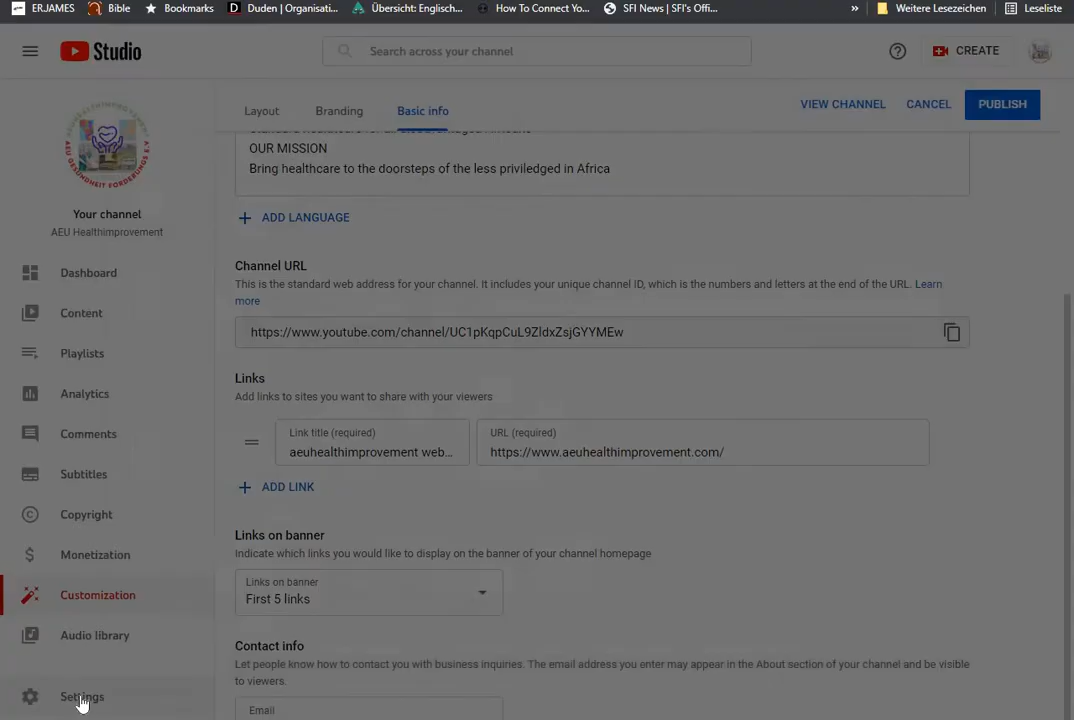 ERJAMES Bible Bookmarks Duden | Organisati... Übersicht: Englisch... How To Connect Yo... SFI News | SFI's Offi... » Weitere Lesezeichen Leseliste
Studio Search across your channel CREATE
Layout Branding Basic info VIEW CHANNEL CANCEL PUBLISH
OUR MISSION
Bring healthcare to the doorsteps of the less priviledged in Africa
AEU GESUNDHEIT FÖRDERUNGS E.V
Your channel
AEU Healthimprovement
+ ADD LANGUAGE
Dashboard
Content
Playlists
Analytics
Comments
Subtitles
Copyright
Monetization
Customization
Audio library
Settings
Channel URL
This is the standard web address for your channel. It includes your unique channel ID, which is the numbers and letters at the end of the URL. Learn
more
https://www.youtube.com/channel/UC1pKqpCuL9ZldxZsjGYYMEw
Links
Add links to sites you want to share with your viewers
Link title (required) URL (required)
aeuhealthimprovement web... https://www.aeuhealthimprovement.com/
+ ADD LINK
Links on banner
Indicate which links you would like to display on the banner of your channel homepage
Links on banner
First 5 links
Contact info
Let people know how to contact you with business inquiries. The email address you enter may appear in the About section of your channel and be visible
to viewers.
Email